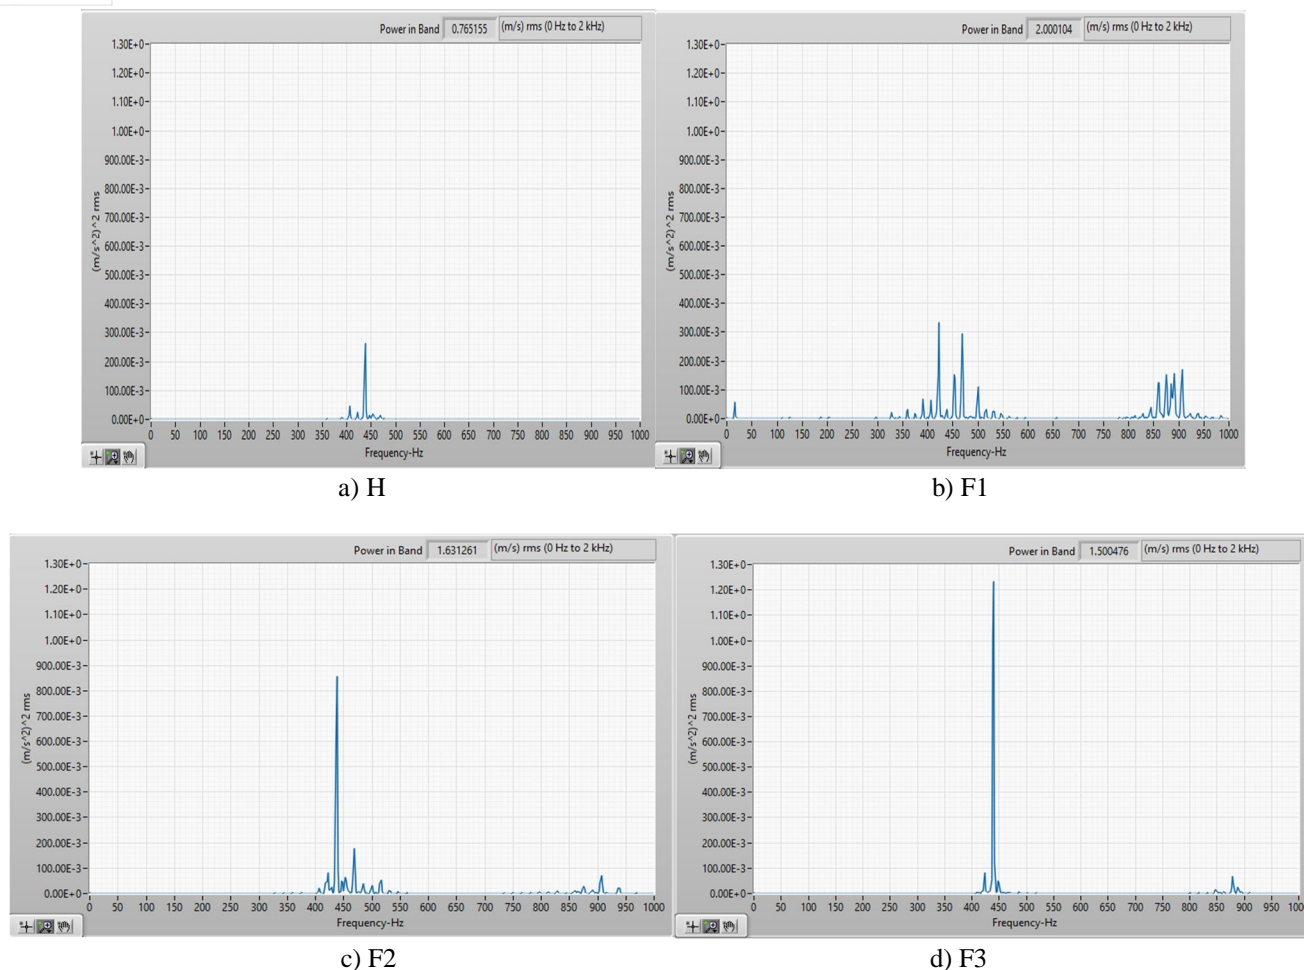 Power in Band 0.765155 (m/s) rms (0 Hz to 2 kHz)
1.30E+0
1.20E+0
1.10E+0
1.00E+0
900.00E-3
800.00E-3
700.00E-3
600.00E-3
500.00E-3
400.00E-3
300.00E-3
200.00E-3
100.00E-3
0.00E+0
(m/s^2)^2 rms
0 50 100 150 200 250 300 350 400 450 500 550 600 650 700 750 800 850 900 950 1000
Frequency-Hz
a) H
Power in Band 2.000104 (m/s) rms (0 Hz to 2 kHz)
1.30E+0
1.20E+0
1.10E+0
1.00E+0
900.00E-3
800.00E-3
700.00E-3
600.00E-3
500.00E-3
400.00E-3
300.00E-3
200.00E-3
100.00E-3
0.00E+0
(m/s^2)^2 rms
0 50 100 150 200 250 300 350 400 450 500 550 600 650 700 750 800 850 900 950 1000
Frequency-Hz
b) F1
Power in Band 1.631261 (m/s) rms (0 Hz to 2 kHz)
1.30E+0
1.20E+0
1.10E+0
1.00E+0
900.00E-3
800.00E-3
700.00E-3
600.00E-3
500.00E-3
400.00E-3
300.00E-3
200.00E-3
100.00E-3
0.00E+0
(m/s^2)^2 rms
0 50 100 150 200 250 300 350 400 450 500 550 600 650 700 750 800 850 900 950 1000
Frequency-Hz
c) F2
Power in Band 1.500476 (m/s) rms (0 Hz to 2 kHz)
1.30E+0
1.20E+0
1.10E+0
1.00E+0
900.00E-3
800.00E-3
700.00E-3
600.00E-3
500.00E-3
400.00E-3
300.00E-3
200.00E-3
100.00E-3
0.00E+0
(m/s^2)^2 rms
0 50 100 150 200 250 300 350 400 450 500 550 600 650 700 750 800 850 900 950 100
Frequency-Hz
d) F3